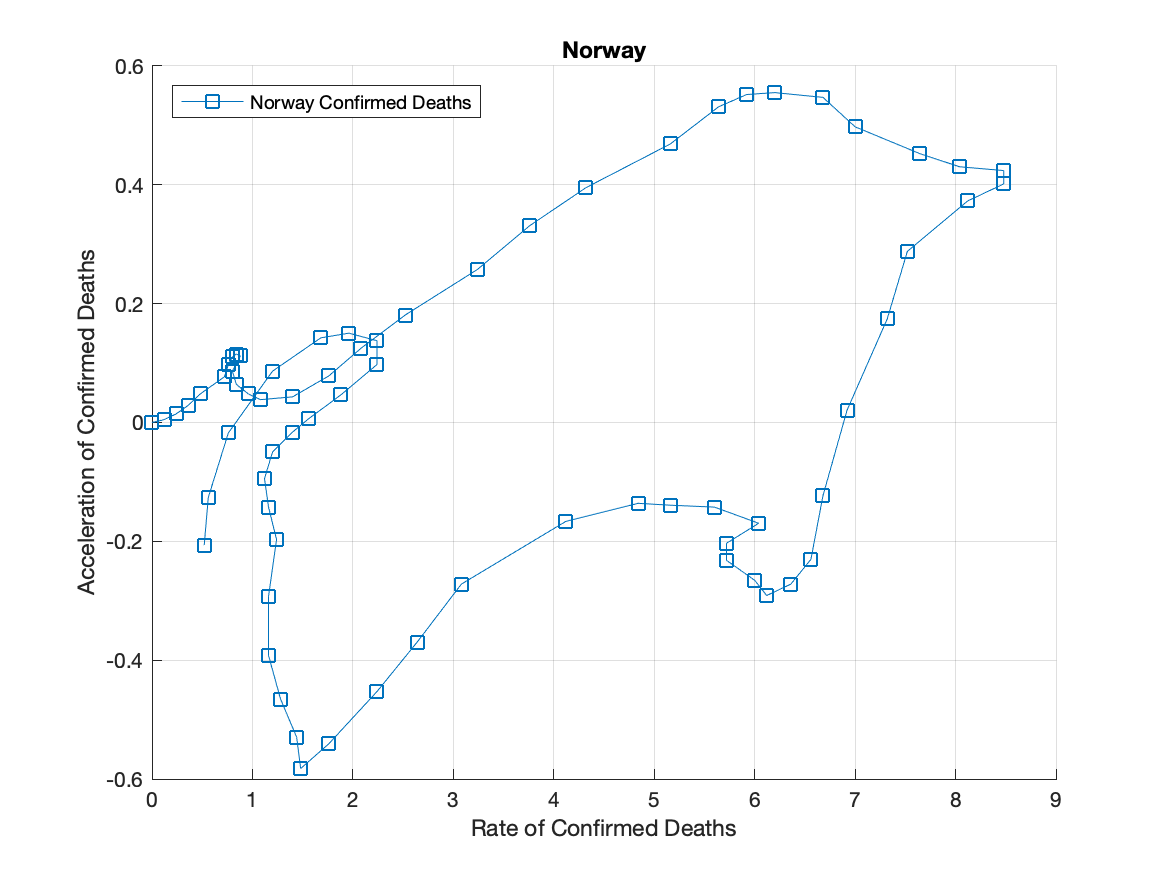 Norway
Norway Confirmed Deaths
0.6
0.4
0.2
0
-0.2
-0.4
-0.6
Acceleration of Confirmed Deaths
0 1 2 3 4 5 6 7 8 9
Rate of Confirmed Deaths